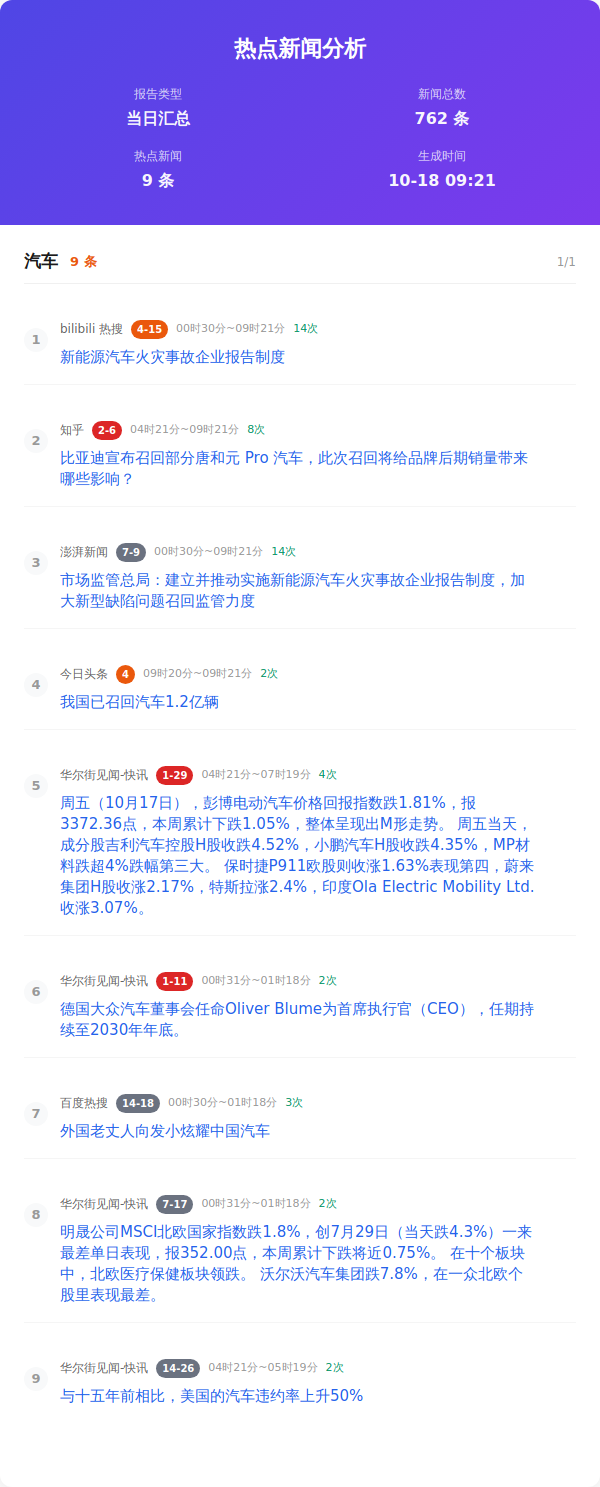 热点新闻分析
报告类型
新闻总数
当日汇总
762 条
热点新闻
生成时间
9 条
10-18 09:21
汽车 9 条 1/1
1 bilibili 热搜 4-15 00时30分~09时21分 14次
新能源汽车火灾事故企业报告制度
2 知乎 2-6 04时21分~09时21分 8次
比亚迪宣布召回部分唐和元 Pro 汽车，此次召回将给品牌后期销量带来
哪些影响？
3 澎湃新闻 7-9 00时30分~09时21分 14次
市场监管总局：建立并推动实施新能源汽车火灾事故企业报告制度，加
大新型缺陷问题召回监管力度
4 今日头条 4 09时20分~09时21分 2次
我国已召回汽车1.2亿辆
5 华尔街见闻-快讯 1-29 04时21分~07时19分 4次
周五（10月17日），彭博电动汽车价格回报指数跌1.81%，报
3372.36点，本周累计下跌1.05%，整体呈现出M形走势。 周五当天，
成分股吉利汽车控股H股收跌4.52%，小鹏汽车H股收跌4.35%，MP材
料跌超4%跌幅第三大。 保时捷P911欧股则收涨1.63%表现第四，蔚来
集团H股收涨2.17%，特斯拉涨2.4%，印度Ola Electric Mobility Ltd.
收涨3.07%。
6 华尔街见闻-快讯 1-11 00时31分~01时18分 2次
德国大众汽车董事会任命Oliver Blume为首席执行官（CEO），任期持
续至2030年年底。
7 百度热搜 14-18 00时30分~01时18分 3次
外国老丈人向发小炫耀中国汽车
8 华尔街见闻-快讯 7-17 00时31分~01时18分 2次
明晟公司MSCI北欧国家指数跌1.8%，创7月29日（当天跌4.3%）一来
最差单日表现，报352.00点，本周累计下跌将近0.75%。 在十个板块
中，北欧医疗保健板块领跌。 沃尔沃汽车集团跌7.8%，在一众北欧个
股里表现最差。
9 华尔街见闻-快讯 14-26 04时21分~05时19分 2次
与十五年前相比，美国的汽车违约率上升50%